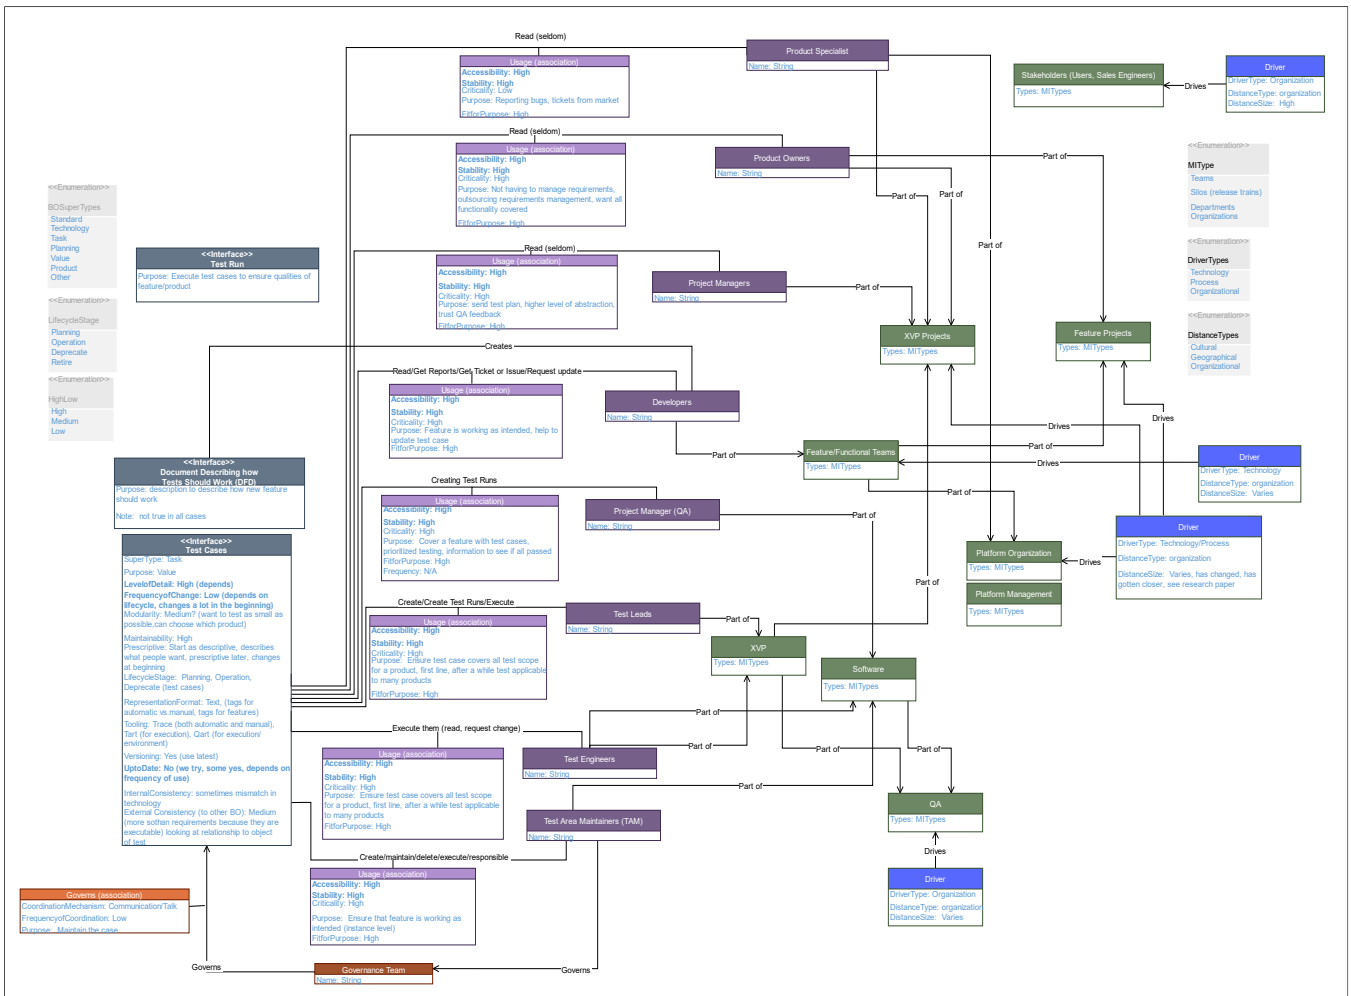 Read (seldom)
Product Specialist
Name: String
Usage (association)
Accessibility: High
Stability: High
Criticality: Low
Purpose: Reporting bugs, tickets from market
FitforPurpose: High
Stakeholders (Users, Sales Engineers)
Types: MITypes
Drives
Driver
DriverType: Organization
DistanceType: organization
DistanceSize: High
Read (seldom)
Product Owners
Name: String
Usage (association)
Accessibility: High
Stability: High
Criticality: High
Purpose: Not having to manage requirements,
outsourcing requirements management, want all
functionality covered
FitforPurpose: High
Part of
Part of
Part of
Part of
<<Enumeration>>
MIType
Teams
Silos (release trains)
Departments
Organizations
<<Enumeration>>
BOSuperTypes
Standard
Technology
Task
Planning
Value
Product
Other
<<Interface>>
Test Run
Purpose: Execute test cases to ensure qualities of
feature/product
Read (seldom)
Usage (association)
Accessibility: High
Stability: High
Criticality: High
Purpose: send test plan, higher level of abstraction,
trust QA feedback
FitforPurpose: High
Project Managers
Name: String
Part of
<<Enumeration>>
DriverTypes
Technology
Process
Organizational
<<Enumeration>>
LifecycleStage
Planning
Operation
Deprecate
Retire
XVP Projects
Types: MITypes
Feature Projects
Types: MITypes
<<Enumeration>>
DistanceTypes
Cultural
Geographical
Organizational
<<Enumeration>>
HighLow
High
Medium
Low
Creates
Read/Get Reports/Get Ticket or Issue/Request update
Usage (association)
Accessibility: High
Stability: High
Criticality: High
Purpose: Feature is working as intended, help to
update test case
FitforPurpose: High
Developers
Name: String
Part of
Feature/Functional Teams
Types: MITypes
Part of
Drives
Drives
Drives
Driver
DriverType: Technology
DistanceType: organization
DistanceSize: Varies
<<Interface>>
Document Describing how
Tests Should Work (DFD)
Purpose: description to describe how new feature
should work
Note: not true in all cases
Creating Test Runs
Usage (association)
Accessibility: High
Stability: High
Criticality: High
Purpose: Cover a feature with test cases,
prioritized testing, information to see if all passed
FitforPurpose: High
Frequency: N/A
Project Manager (QA)
Name: String
Part of
Part of
Platform Organization
Types: MITypes
Platform Management
Types: MITypes
Drives
Driver
DriverType: Technology/Process
DistanceType: organization
DistanceSize: Varies, has changed, has
gotten closer, see research paper
<<Interface>>
Test Cases
SuperType: Task
Purpose: Value
LevelofDetail: High (depends)
FrequencyofChange: Low (depends on
lifecycle, changes a lot in the beginning)
Modularity: Medium? (want to test as small as
possible,can choose which product)
Maintainability: High
Prescriptive: Start as descriptive, describes
what people want, prescriptive later, changes
at beginning
LifecycleStage: Planning, Operation,
Deprecate (test cases)
RepresentationFormat: Text, (tags for
automatic vs.manual, tags for features)
Tooling: Trace (both automatic and manual),
Tart (for execution), Qart (for execution/
environment)
Versioning: Yes (use latest)
UptoDate: No (we try, some yes, depends on
frequency of use)
InternalConsistency: sometimes mismatch in
technology
External Consistency (to other BO): Medium
(more sothan requirements because they are
executable) looking at relationship to object
of test
Create/Create Test Runs/Execute
Usage (association)
Accessibility: High
Stability: High
Criticality: High
Purpose: Ensure test case covers all test scope
for a product, first line, after a while test applicable
to many products
FitforPurpose: High
Test Leads
Name: String
Part of
XVP
Types: MITypes
Part of
Software
Types: MITypes
Execute them (read, request change)
Usage (association)
Accessibility: High
Stability: High
Criticality: High
Purpose: Ensure test case covers all test scope
for a product, first line, after a while test applicable
to many products
FitforPurpose: High
Test Engineers
Name: String
Part of
Part of
Part of
Part of
Test Area Maintainers (TAM)
Name: String
Part of
QA
Types: MITypes
Drives
Driver
DriverType: Organization
DistanceType: organization
DistanceSize: Varies
Create/maintain/delete/execute/responsible
Usage (association)
Accessibility: High
Stability: High
Criticality: High
Purpose: Ensure that feature is working as
intended (instance level)
FitforPurpose: High
Governs (association)
CoordinationMechanism: Communication/Talk
FrequencyofCoordination: Low
Purpose: Maintain the case
Governs
Governance Team
Name: String
Governs